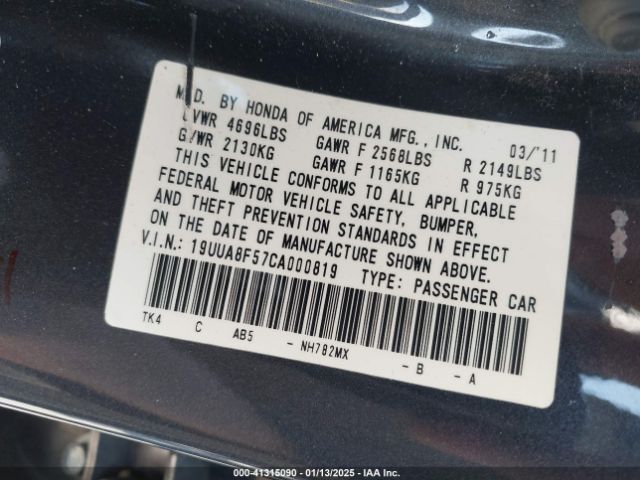 M D. BY HONDA OF AMERICA MFG., INC. 03/'11
VWR 4696LBS GAWR F 2568LBS R 2149LBS
G WR 2130KG GAWR F 1165KG R 975KG
THIS VEHICLE CONFORMS TO ALL APPLICABLE
FEDERAL MOTOR VEHICLE SAFETY, BUMPER,
AND THEFT PREVENTION STANDARDS IN EFFECT
ON THE DATE OF MANUFACTURE SHOWN ABOVE.
V.I.N.: 19UUA8F57CA000819 TYPE: PASSENGER CAR
TK4 C AB5 - NH782MX - B - A
000-41315090 - 01/13/2025 - IAA Inc.